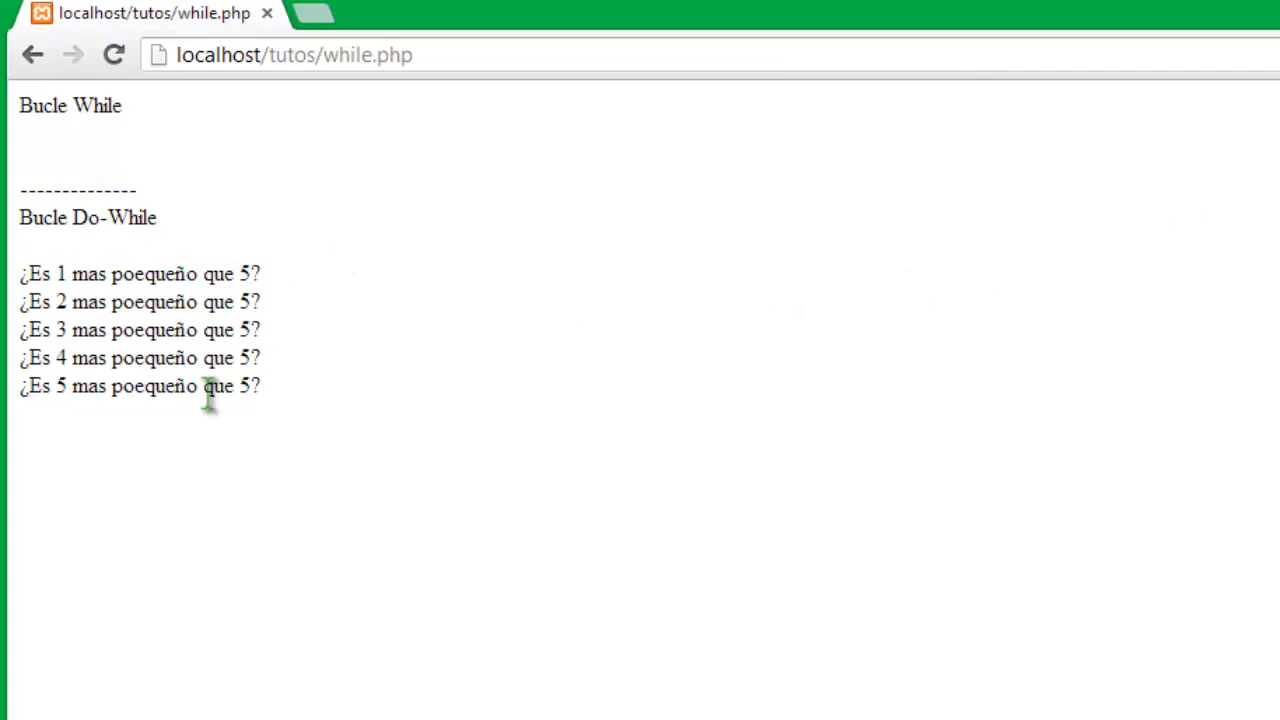 localhost/tutos/while.php
localhost/tutos/while.php
Bucle While
--------------
Bucle Do-While
¿Es 1 mas poequeño que 5?
¿Es 2 mas poequeño que 5?
¿Es 3 mas poequeño que 5?
¿Es 4 mas poequeño que 5?
¿Es 5 mas poequeño que 5?